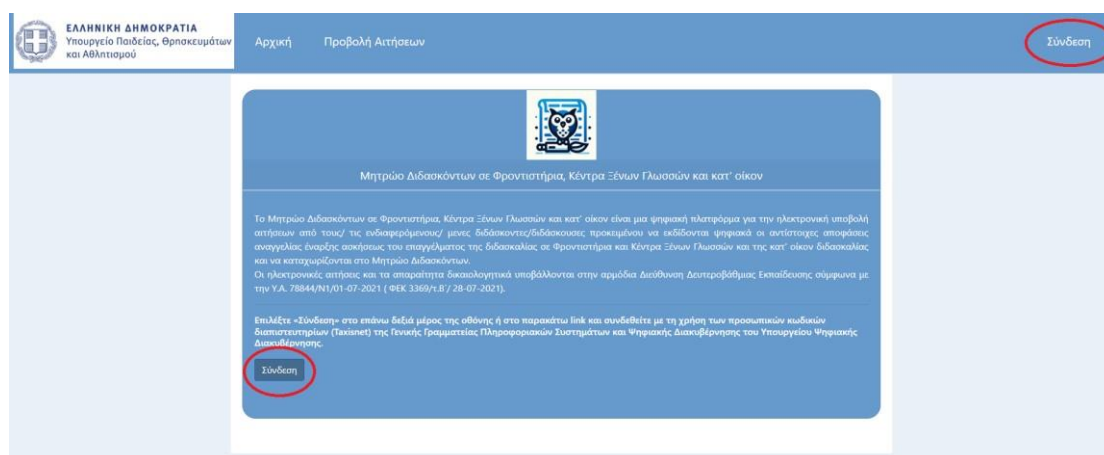 ΕΛΛΗΝΙΚΗ ΔΗΜΟΚΡΑΤΙΑ
Υπουργείο Παιδείας, Θρησκευμάτων
και Αθλητισμού
Αρχική
Προβολή Αιτήσεων
Σύνδεση
Μητρώο Διδασκόντων σε Φροντιστήρια, Κέντρα Ξένων Γλωσσών και κατ' οίκον
Το Μητρώο Διδασκόντων σε Φροντιστήρια, Κέντρα Ξένων Γλωσσών και κατ' οίκον είναι μια ψηφιακή πλατφόρμα για την ηλεκτρονική υποβολή
αιτήσεων από τους/ τις ενδιαφερόμενους/ μενες διδάσκοντες/διδάσκουσες προκειμένου να εκδίδονται ψηφιακά οι αντίστοιχες αποφάσεις
αναγγελίας έναρξης ασκήσεως του επαγγέλματος της διδασκαλίας σε Φροντιστήρια και Κέντρα Ξένων Γλωσσών και της κατ' οίκον διδασκαλίας
και να καταχωρίζονται στο Μητρώο Διδασκόντων.
Οι ηλεκτρονικές αιτήσεις και τα απαραίτητα δικαιολογητικά υποβάλλονται στην αρμόδια Διεύθυνση Δευτεροβάθμιας Εκπαίδευσης σύμφωνα με
την Υ.Α. 78844/Ν1/01-07-2021 ( ΦΕΚ 3369/τ.Β΄/ 28-07-2021).
Επιλέξτε «Σύνδεση» στο επάνω δεξιά μέρος της οθόνης ή στο παρακάτω link και συνδεθείτε με τη χρήση των προσωπικών κωδικών
διαπιστευτηρίων (Taxisnet) της Γενικής Γραμματείας Πληροφοριακών Συστημάτων και Ψηφιακής Διακυβέρνησης του Υπουργείου Ψηφιακής
Διακυβέρνησης.
Σύνδεση